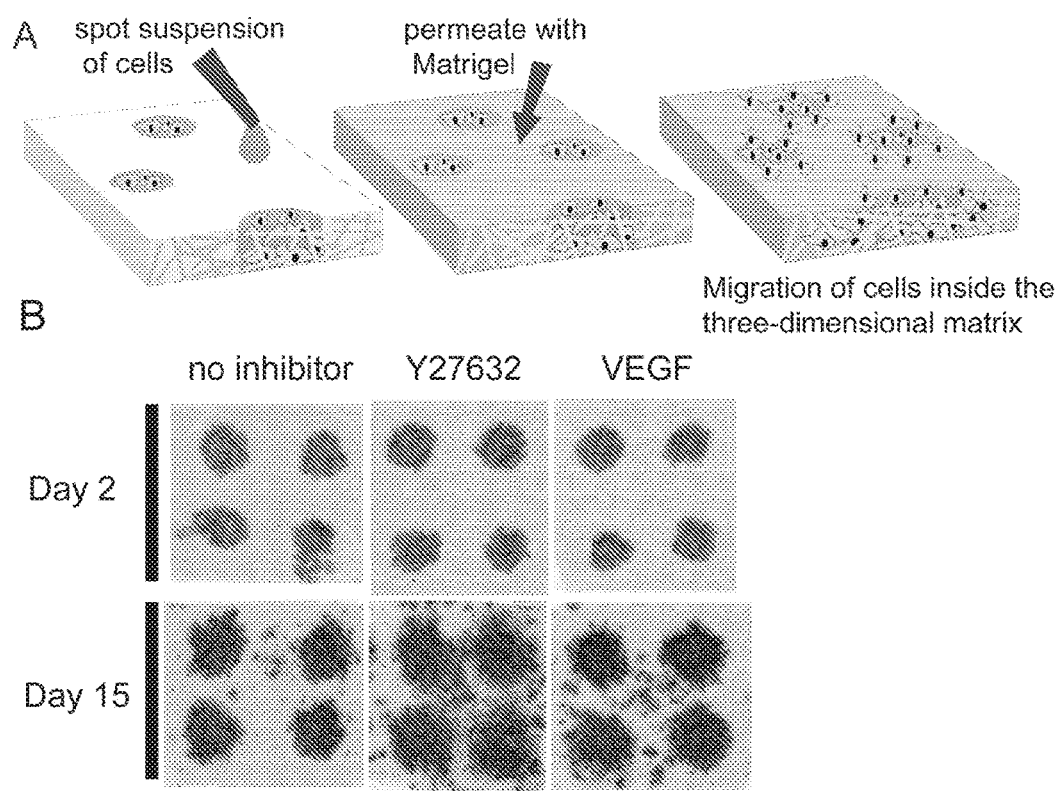 A
spot suspension
of cells
permeate with
Matrigel
Migration of cells inside the
three-dimensional matrix
B
no inhibitor
Y27632
VEGF
Day 2
Day 15